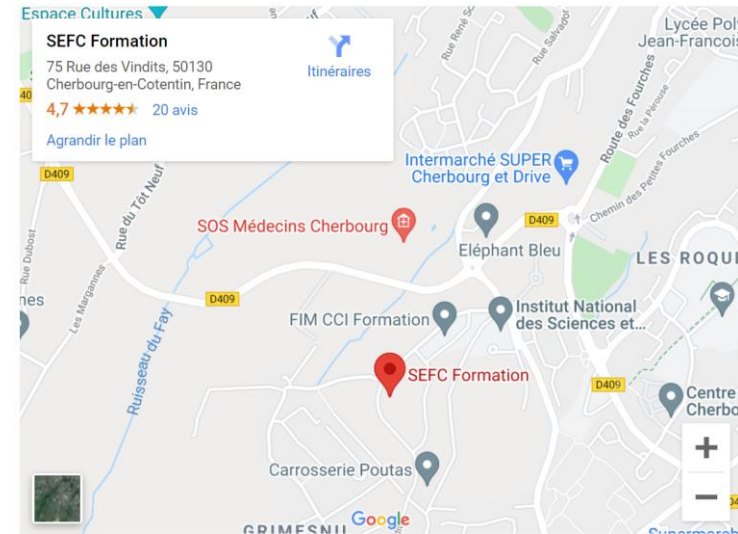 Espace Cultures
SEFC Formation
75 Rue des Vindits, 50130
Cherbourg-en-Cotentin, France
4,7
20 avis
Agrandir le plan
Itinéraires
Rue René
Rue Salvador
Lycée Pol
Jean-François
Route des Fourches
Rue la Pérouse
Chemin des Petites Fourches
Intermarché SUPER
Cherbourg et Drive
D409
Rue du Tôt Neuf
SOS Médecins Cherbourg
D409
Eléphant Bleu
LES ROQU
Rue Dubost
Les Margannes
nes
D409
Ruisseau du Fay
FIM CCI Formation
Institut National
des Sciences et...
SEFC Formation
D409
Centre
Cherbo
+
−
Carrosserie Poutas
Google
GRIMESNIL
Supermarch